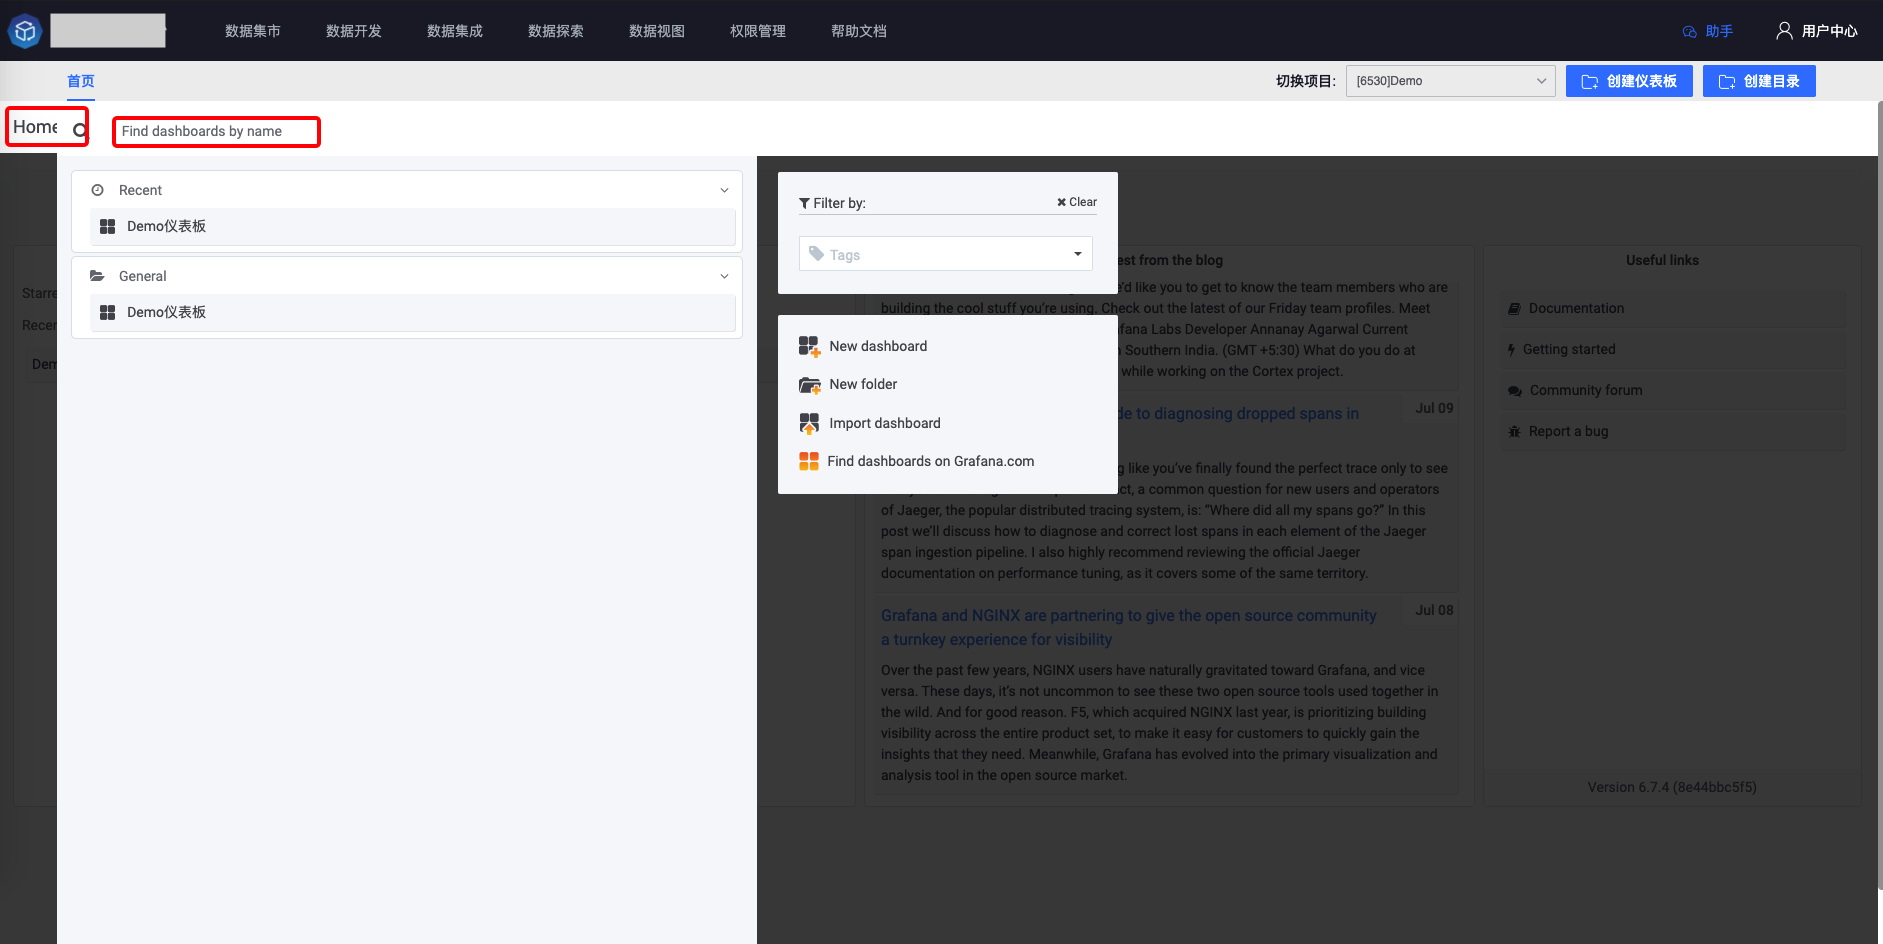 数据集市 数据开发 数据集成 数据探索 数据视图 权限管理 帮助文档 助手 用户中心
首页 切换项目: [6530]Demo 创建仪表板 创建目录
Home Find dashboards by name
Recent
Demo仪表板
General
Demo仪表板
Filter by: Clear
Tags
New dashboard
New folder
Import dashboard
Find dashboards on Grafana.com
Starre
Recen
Dem
est from the blog
e'd like you to get to know the team members who are
building the cool stuff you're using. Check out the latest of our Friday team profiles. Meet
afana Labs Developer Annanay Agarwal Current
Southern India. (GMT +5:30) What do you do at
while working on the Cortex project.
de to diagnosing dropped spans in Jul 09
g like you've finally found the perfect trace only to see
ct, a common question for new users and operators
of Jaeger, the popular distributed tracing system, is: “Where did all my spans go?” In this
post we'll discuss how to diagnose and correct lost spans in each element of the Jaeger
span ingestion pipeline. I also highly recommend reviewing the official Jaeger
documentation on performance tuning, as it covers some of the same territory.
Grafana and NGINX are partnering to give the open source community Jul 08
a turnkey experience for visibility
Over the past few years, NGINX users have naturally gravitated toward Grafana, and vice
versa. These days, it's not uncommon to see these two open source tools used together in
the wild. And for good reason. F5, which acquired NGINX last year, is prioritizing building
visibility across the entire product set, to make it easy for customers to quickly gain the
insights that they need. Meanwhile, Grafana has evolved into the primary visualization and
analysis tool in the open source market.
Useful links
Documentation
Getting started
Community forum
Report a bug
Version 6.7.4 (8e44bbc5f5)